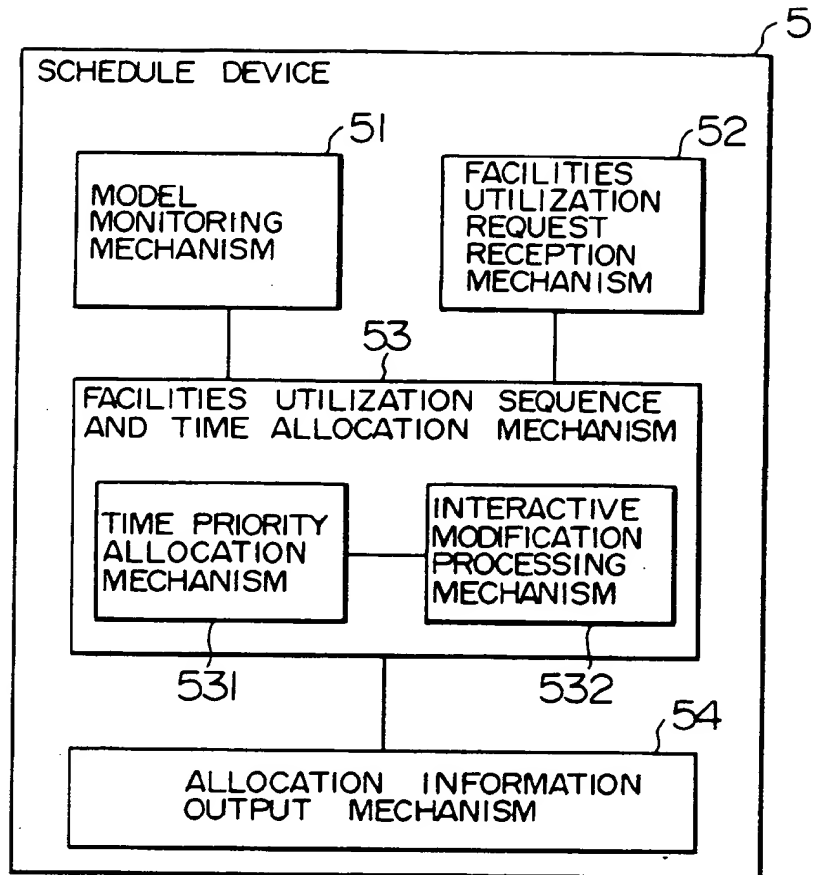 5
SCHEDULE DEVICE
51
52
MODEL
MONITORING
MECHANISM
FACILITIES
UTILIZATION
REQUEST
RECEPTION
MECHANISM
53
FACILITIES UTILIZATION SEQUENCE
AND TIME ALLOCATION MECHANISM
TIME PRIORITY
ALLOCATION
MECHANISM
INTERACTIVE
MODIFICATION
PROCESSING
MECHANISM
531
532
54
ALLOCATION INFORMATION
OUTPUT MECHANISM